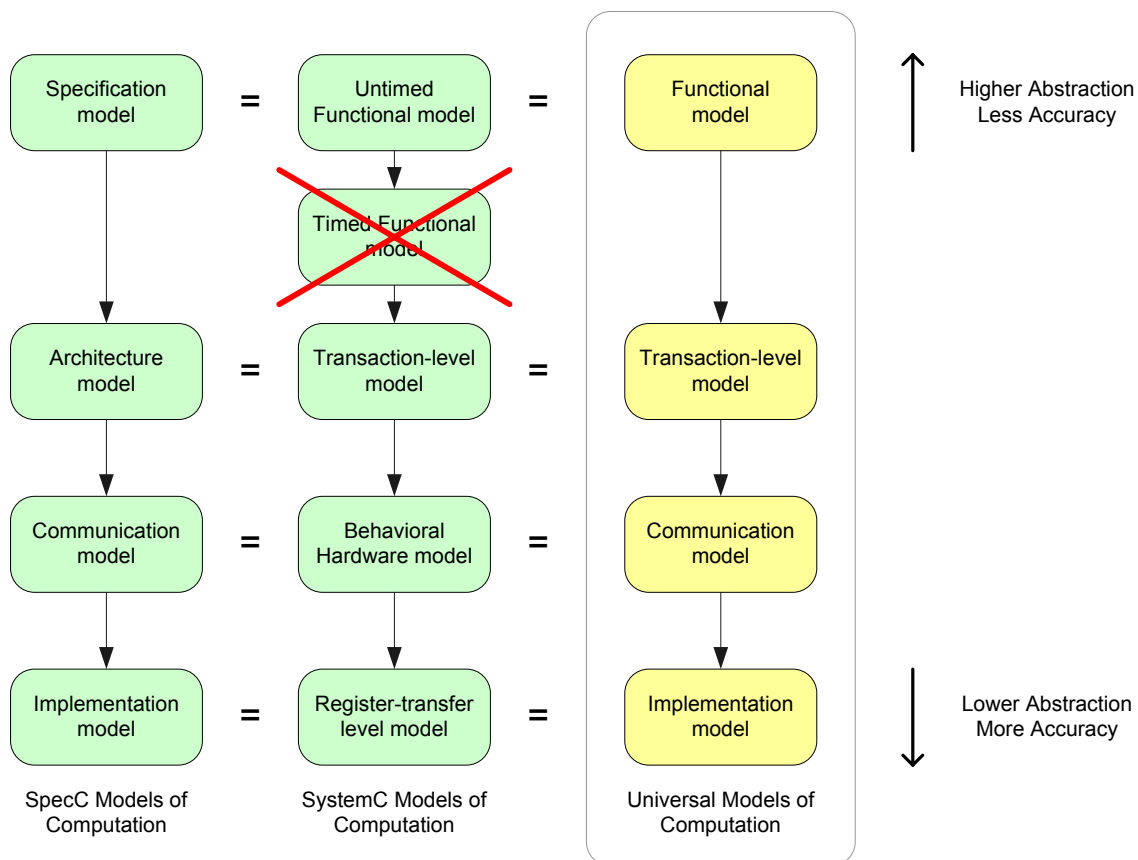 Specification
model
=
Untimed
Functional model
=
Functional
model
Higher Abstraction
Less Accuracy
Timed Functional
model
Architecture
model
=
Transaction-level
model
=
Transaction-level
model
Communication
model
=
Behavioral
Hardware model
=
Communication
model
Implementation
model
=
Register-transfer
level model
=
Implementation
model
Lower Abstraction
More Accuracy
SpecC Models of
Computation
SystemC Models of
Computation
Universal Models of
Computation